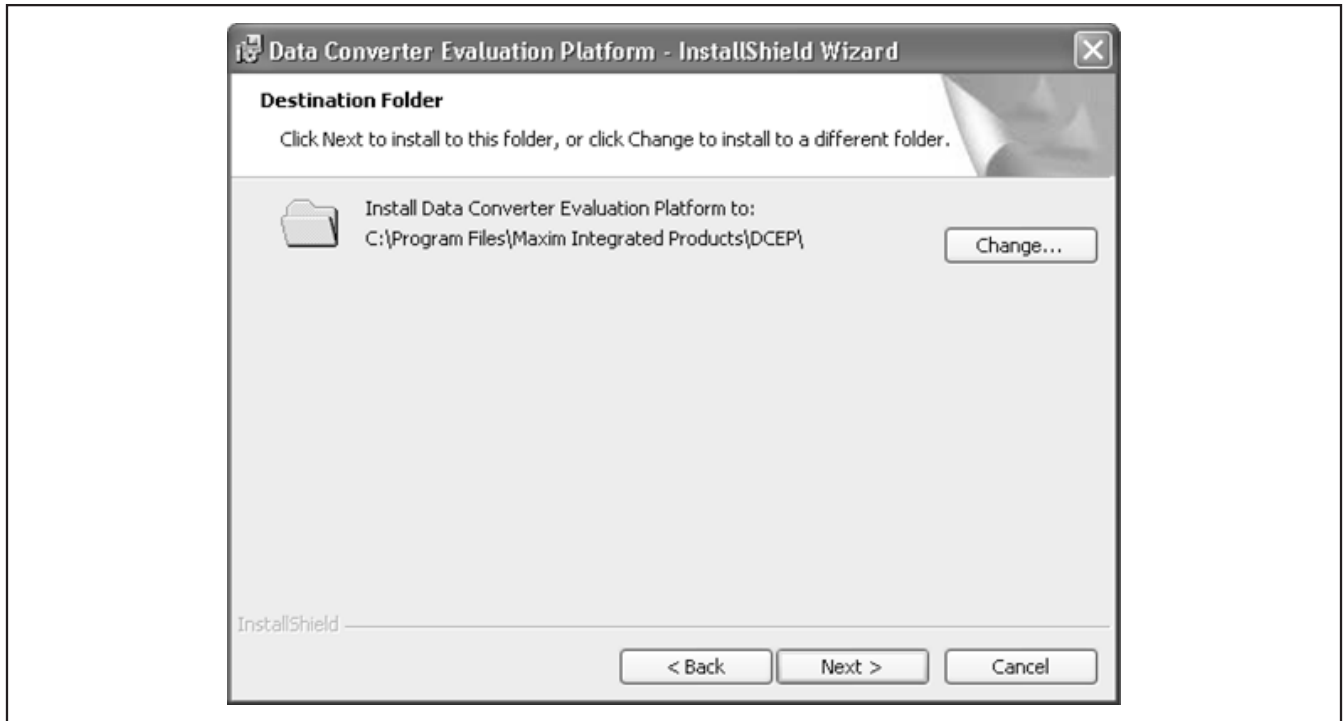 Data Converter Evaluation Platform - InstallShield Wizard
Destination Folder
Click Next to install to this folder, or click Change to install to a different folder.
Install Data Converter Evaluation Platform to:
C:\Program Files\Maxim Integrated Products\DCEP\
Change...
InstallShield
< Back
Next >
Cancel